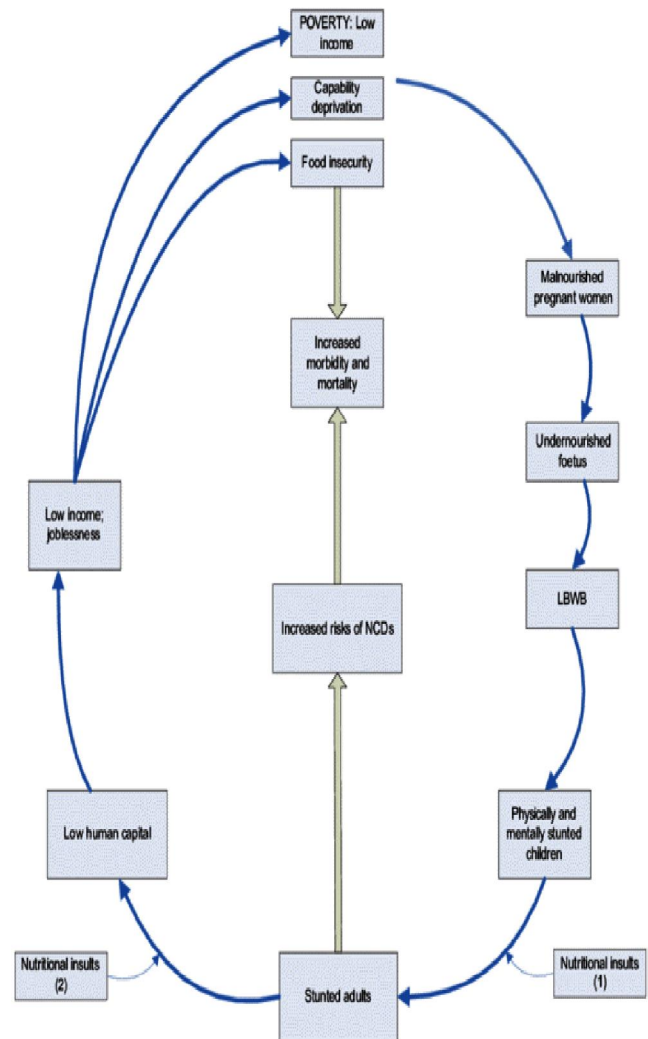 POVERTY: Low
income
Capability
deprivation
Food insecurity
Malnourished
pregnant women
Increased
morbidity and
mortality
Undernourished
foetus
Low income;
joblessness
LBWB
Increased risks of NCDs
Physically and
mentally stunted
children
Low human capital
Nutritional insults
(2)
Stunted adults
Nutritional insults
(1)